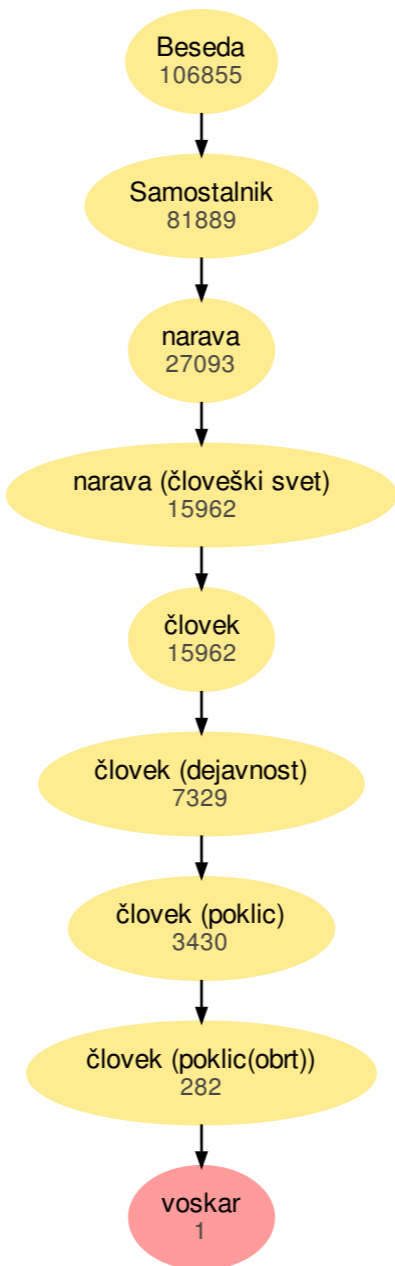 Beseda
106855
Samostalnik
81889
narava
27093
narava (človeški svet)
15962
človek
15962
človek (dejavnost)
7329
človek (poklic)
3430
človek (poklic(obrt))
282
voskar
1